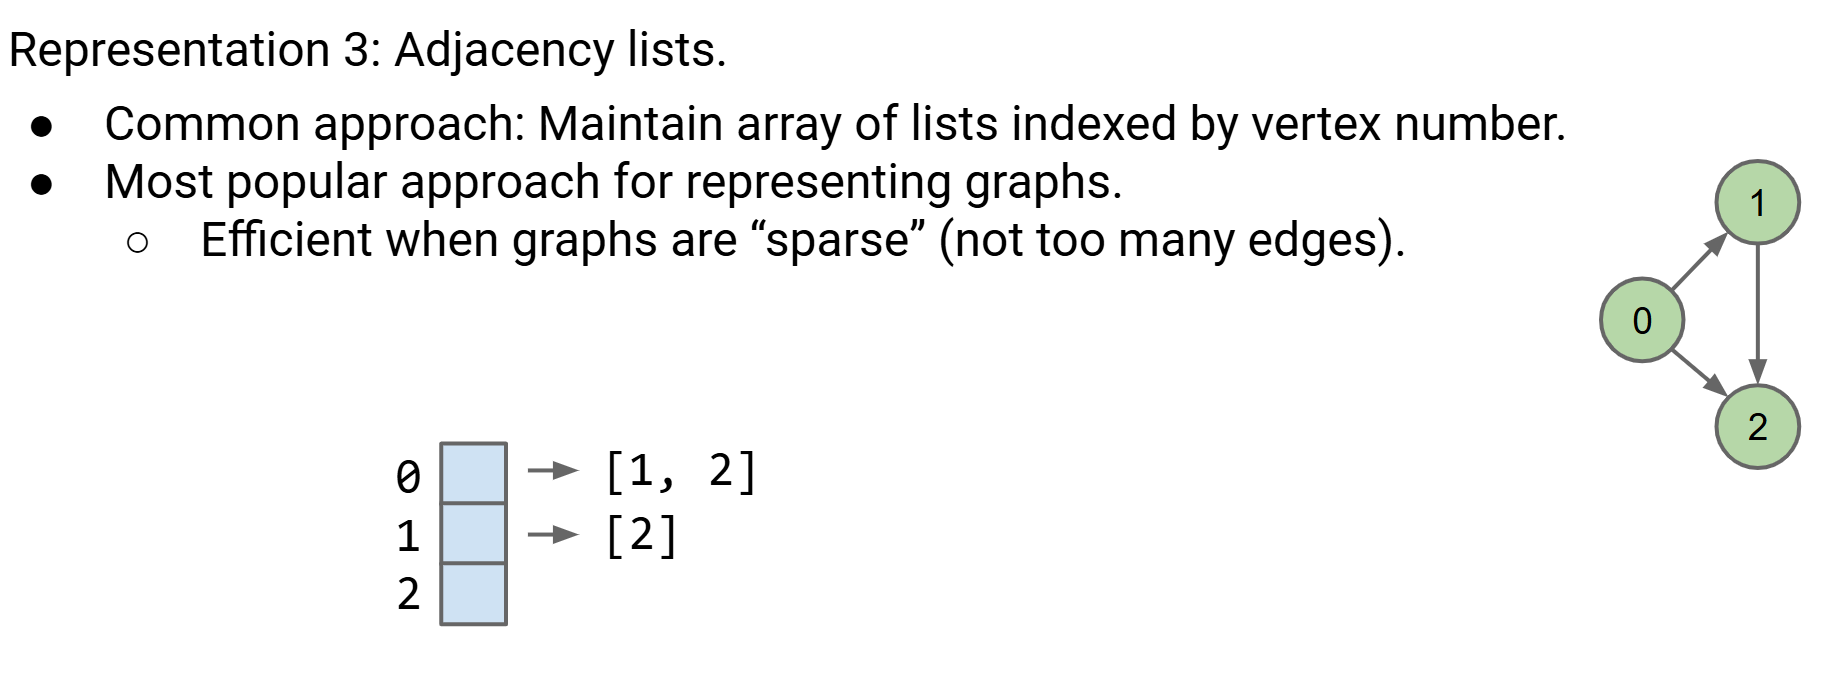 Representation 3: Adjacency lists.
● Common approach: Maintain array of lists indexed by vertex number.
● Most popular approach for representing graphs.
○ Efficient when graphs are “sparse” (not too many edges).
1
0
2
0 [1, 2]
1 [2]
2